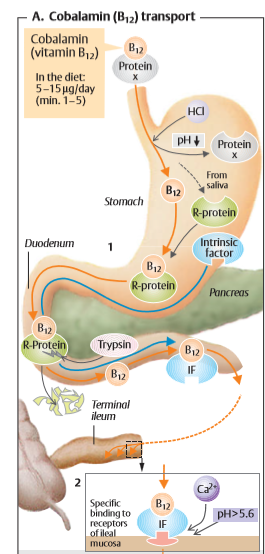 A. Cobalamin (B12) transport
Cobalamin
(vitamin B12)
In the diet:
5–15µg/day
(min. 1–5)
B12
Protein
x
HCl
pH
Protein
x
From
saliva
B12
Stomach
R-protein
Duodenum
1
Intrinsic
factor
B12
R-protein
Pancreas
B12
R-Protein
Trypsin
B12
IF
B12
Terminal
ileum
2
Specific
binding to
receptors
of ileal
mucosa
B12
IF
Ca2+
pH>5.6